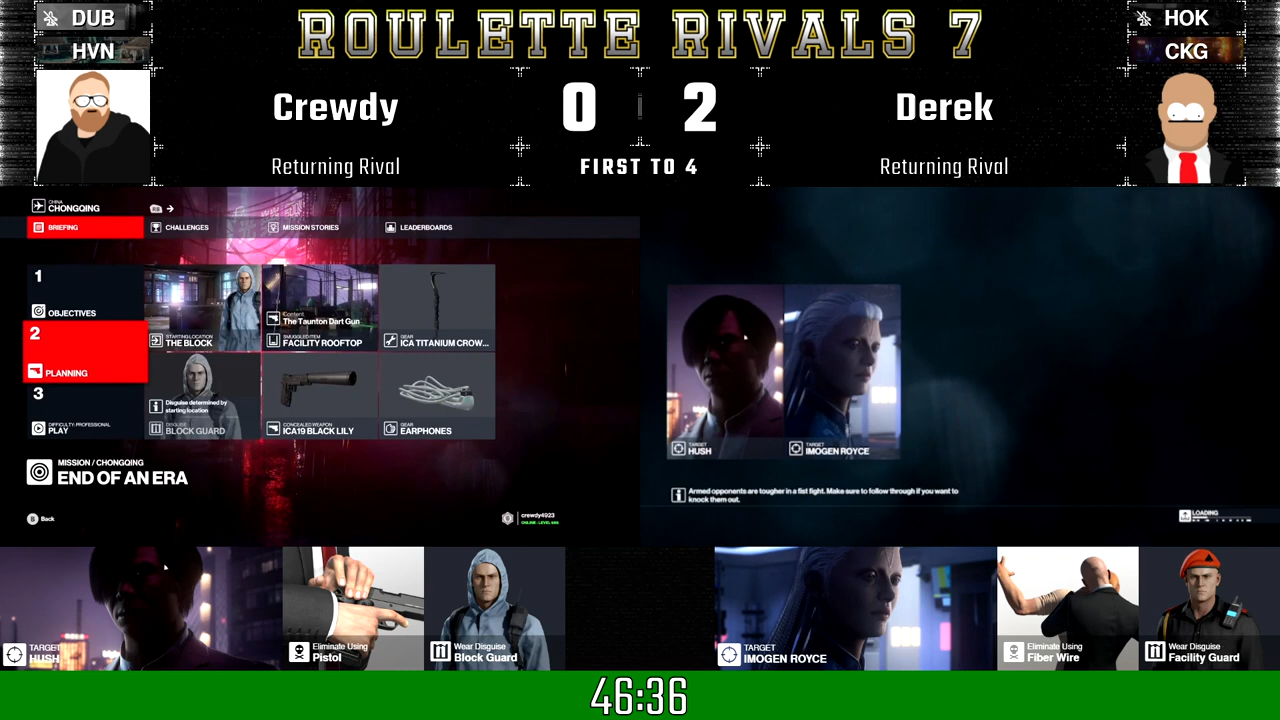 DUB
HVN
ROULETTE RIVALS 7
HOK
CKG
Crewdy
0
2
Derek
Returning Rival
FIRST TO 4
Returning Rival
CHINA
CHONGQING
RB
BRIEFING
CHALLENGES
MISSION STORIES
LEADERBOARDS
1
OBJECTIVES
2
PLANNING
3
DIFFICULTY: PROFESSIONAL
PLAY
STARTING LOCATION
THE BLOCK
Content
The Taunton Dart Gun
SMUGGLED ITEM
FACILITY ROOFTOP
GEAR
ICA TITANIUM CROW...
Disguise determined by
starting location
DISGUISE
BLOCK GUARD
CONCEALED WEAPON
ICA19 BLACK LILY
GEAR
EARPHONES
MISSION / CHONGQING
END OF AN ERA
B Back
crewdy4923
ONLINE - LEVEL
TARGET
HUSH
TARGET
IMOGEN ROYCE
Armed opponents are tougher in a fist fight. Make sure to follow through if you want to
knock them out.
LOADING
TARGET
HUSH
Eliminate Using
Pistol
Wear Disguise
Block Guard
TARGET
IMOGEN ROYCE
Eliminate Using
Fiber Wire
Wear Disguise
Facility Guard
46:36